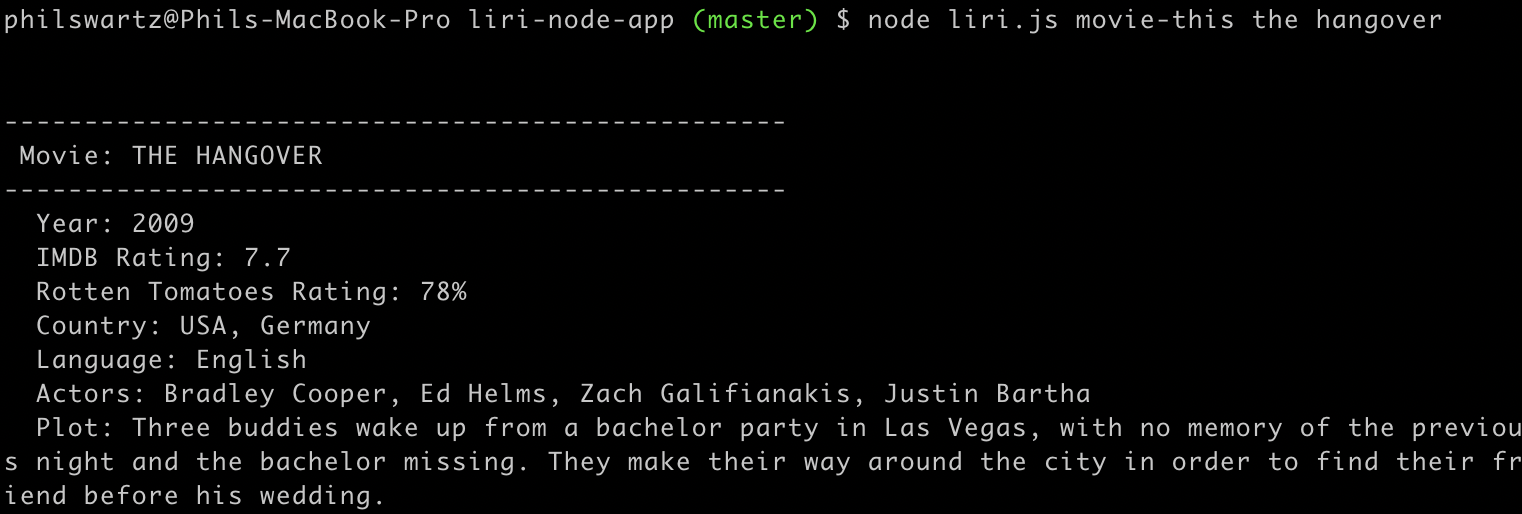 philswartz@Phils-MacBook-Pro liri-node-app (master) $ node liri.js movie-this the hangover
-------------------------------------------------
Movie: THE HANGOVER
-------------------------------------------------
Year: 2009
IMDB Rating: 7.7
Rotten Tomatoes Rating: 78%
Country: USA, Germany
Language: English
Actors: Bradley Cooper, Ed Helms, Zach Galifianakis, Justin Bartha
Plot: Three buddies wake up from a bachelor party in Las Vegas, with no memory of the previou
s night and the bachelor missing. They make their way around the city in order to find their fr
iend before his wedding.